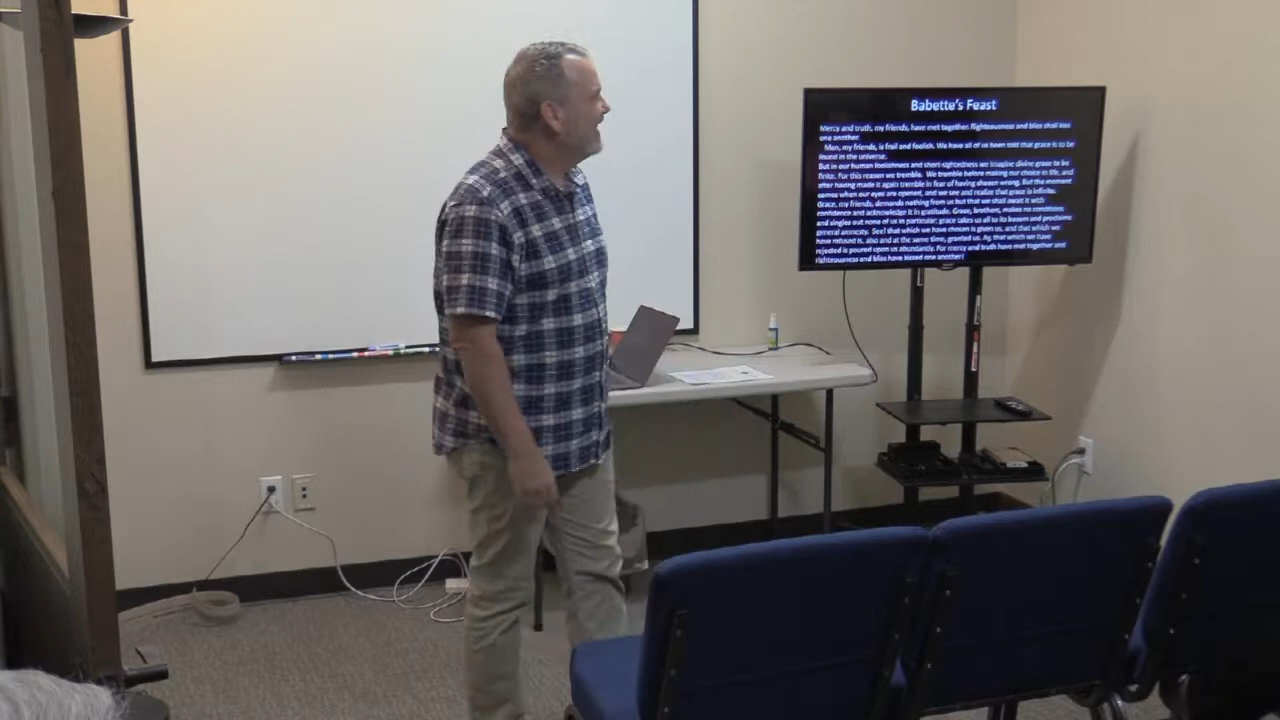 Babette's Feast
Mercy and truth, my friends, have met together. Righteousness and bliss shall kiss
one another.
Man, my friends, is frail and foolish. We have all of us been told that grace is to be
found in the universe.
But in our human foolishness and short-sightedness we imagine divine grace to be
finite. For this reason we tremble. We tremble before making our choice in life, and
after having made it again tremble in fear of having chosen wrong. But the moment
comes when our eyes are opened, and we see and realize that grace is infinite.
Grace, my friends, demands nothing from us but that we shall await it with
confidence and acknowledge it in gratitude. Grace, brothers, makes no conditions
and singles out none of us in particular; grace takes us all to its bosom and proclaims
general amnesty. See! that which we have chosen is given us, and that which we
have refused is, also and at the same time, granted us. Ay, that which we have
rejected is poured upon us abundantly. For mercy and truth have met together and
righteousness and bliss have kissed one another!